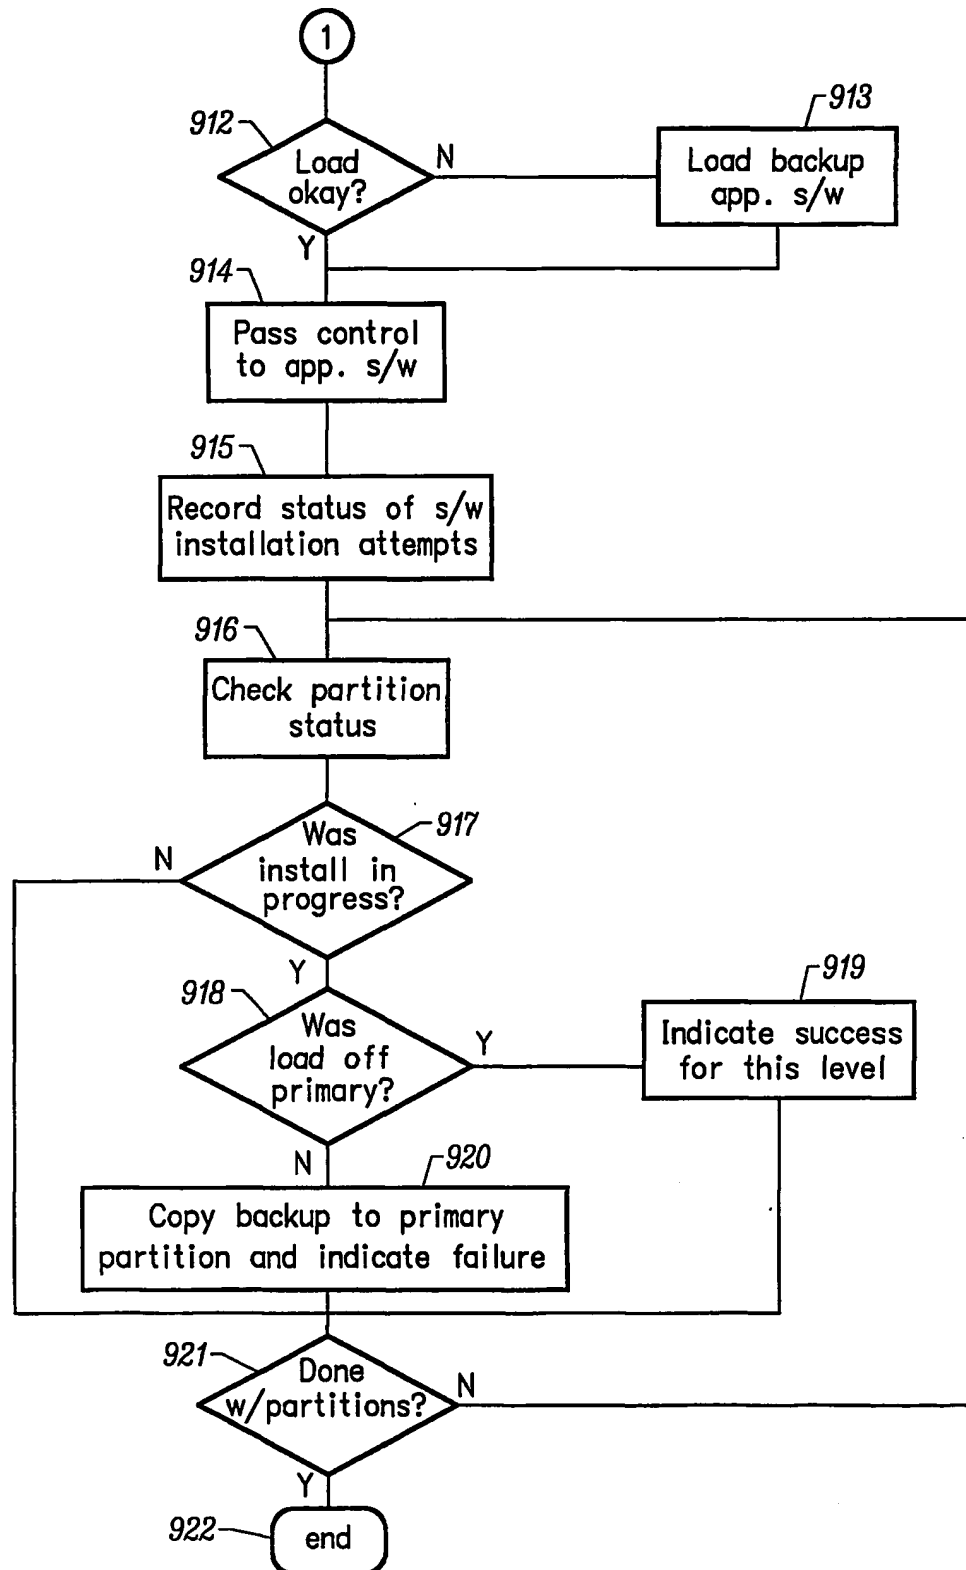 1
912
Load
okay?
N
913
Load backup
app. s/w
Y
914
Pass control
to app. s/w
915
Record status of s/w
installation attempts
916
Check partition
status
917
Was
install in
progress?
N
Y
918
Was
load off
primary?
Y
919
Indicate success
for this level
N
920
Copy backup to primary
partition and indicate failure
921
Done
w/partitions?
N
Y
922
end